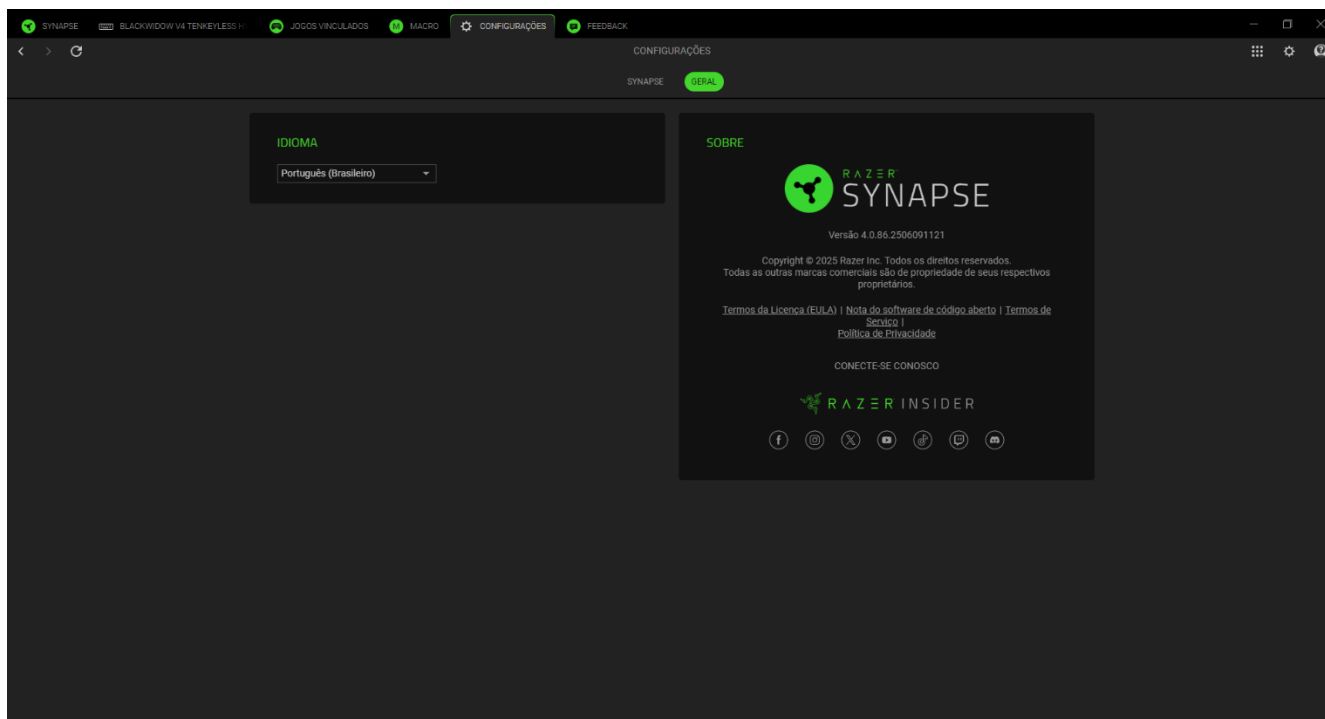 SYNAPSE
BLACKWIDOW V4 TENKEYLESS H
JOGOS VINCULADOS
M
MACRO
CONFIGURAÇÕES
FEEDBACK
CONFIGURAÇÕES
SYNAPSE
GERAL
IDIOMA
Português (Brasileiro)
SOBRE
RAZER
SYNAPSE
Versão 4.0.86.2506091121
Copyright © 2025 Razer Inc. Todos os direitos reservados.
Todas as outras marcas comerciais são de propriedade de seus respectivos
proprietários.
Termos da Licença (EULA) | Nota do software de código aberto | Termos de
Serviço |
Política de Privacidade
CONECTE-SE CONOSCO
RAZER INSIDER